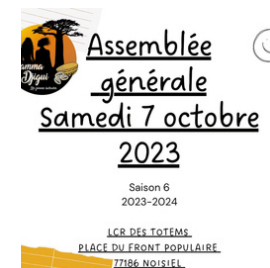 Assemblée
générale
Samedi 7 octobre
2023
Saison 6
2023-2024
LCR DES TOTEMS
PLACE DU FRONT POPULAIRE
77186 NOISIEL